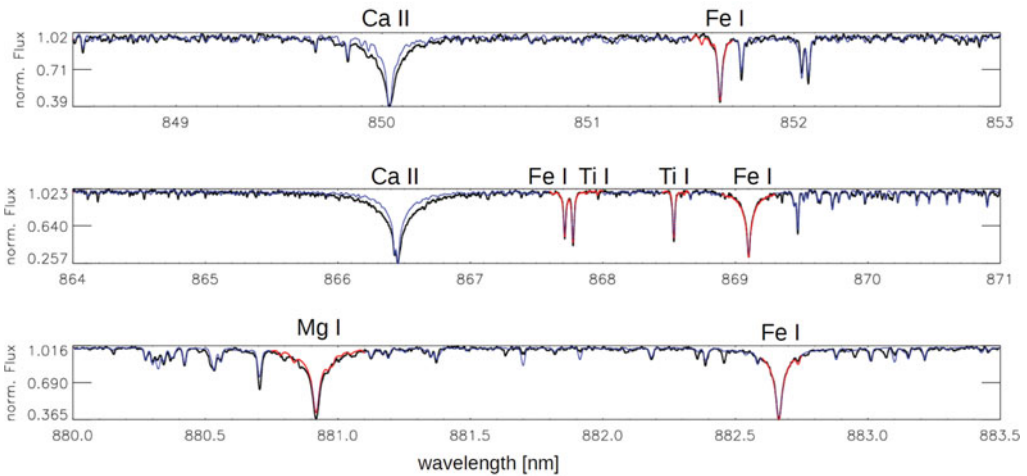 Ca II Fe I
norm. Flux
1.02
0.71
0.39
849 850 851 852 853
Ca II Fe I Ti I Ti I Fe I
norm. Flux
1.023
0.640
0.257
864 865 866 867 868 869 870 871
Mg I Fe I
norm. Flux
1.016
0.690
0.365
880.0 880.5 881.0 881.5 882.0 882.5 883.0 883.5
wavelength [nm]